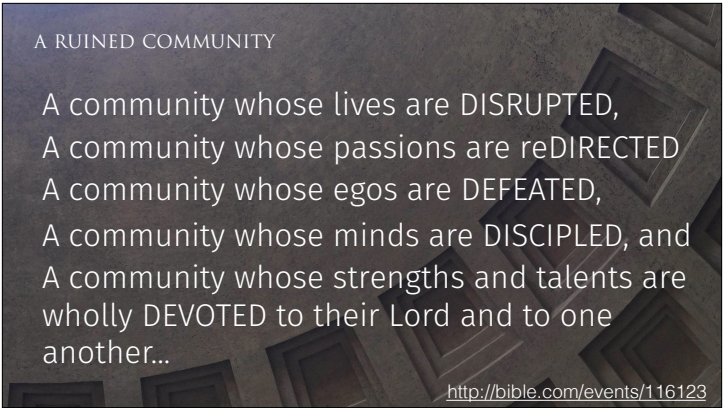 A RUINED COMMUNITY
A community whose lives are DISRUPTED,
A community whose passions are reDIRECTED
A community whose egos are DEFEATED,
A community whose minds are DISCIPLED, and
A community whose strengths and talents are
wholly DEVOTED to their Lord and to one
another...
http://bible.com/events/116123